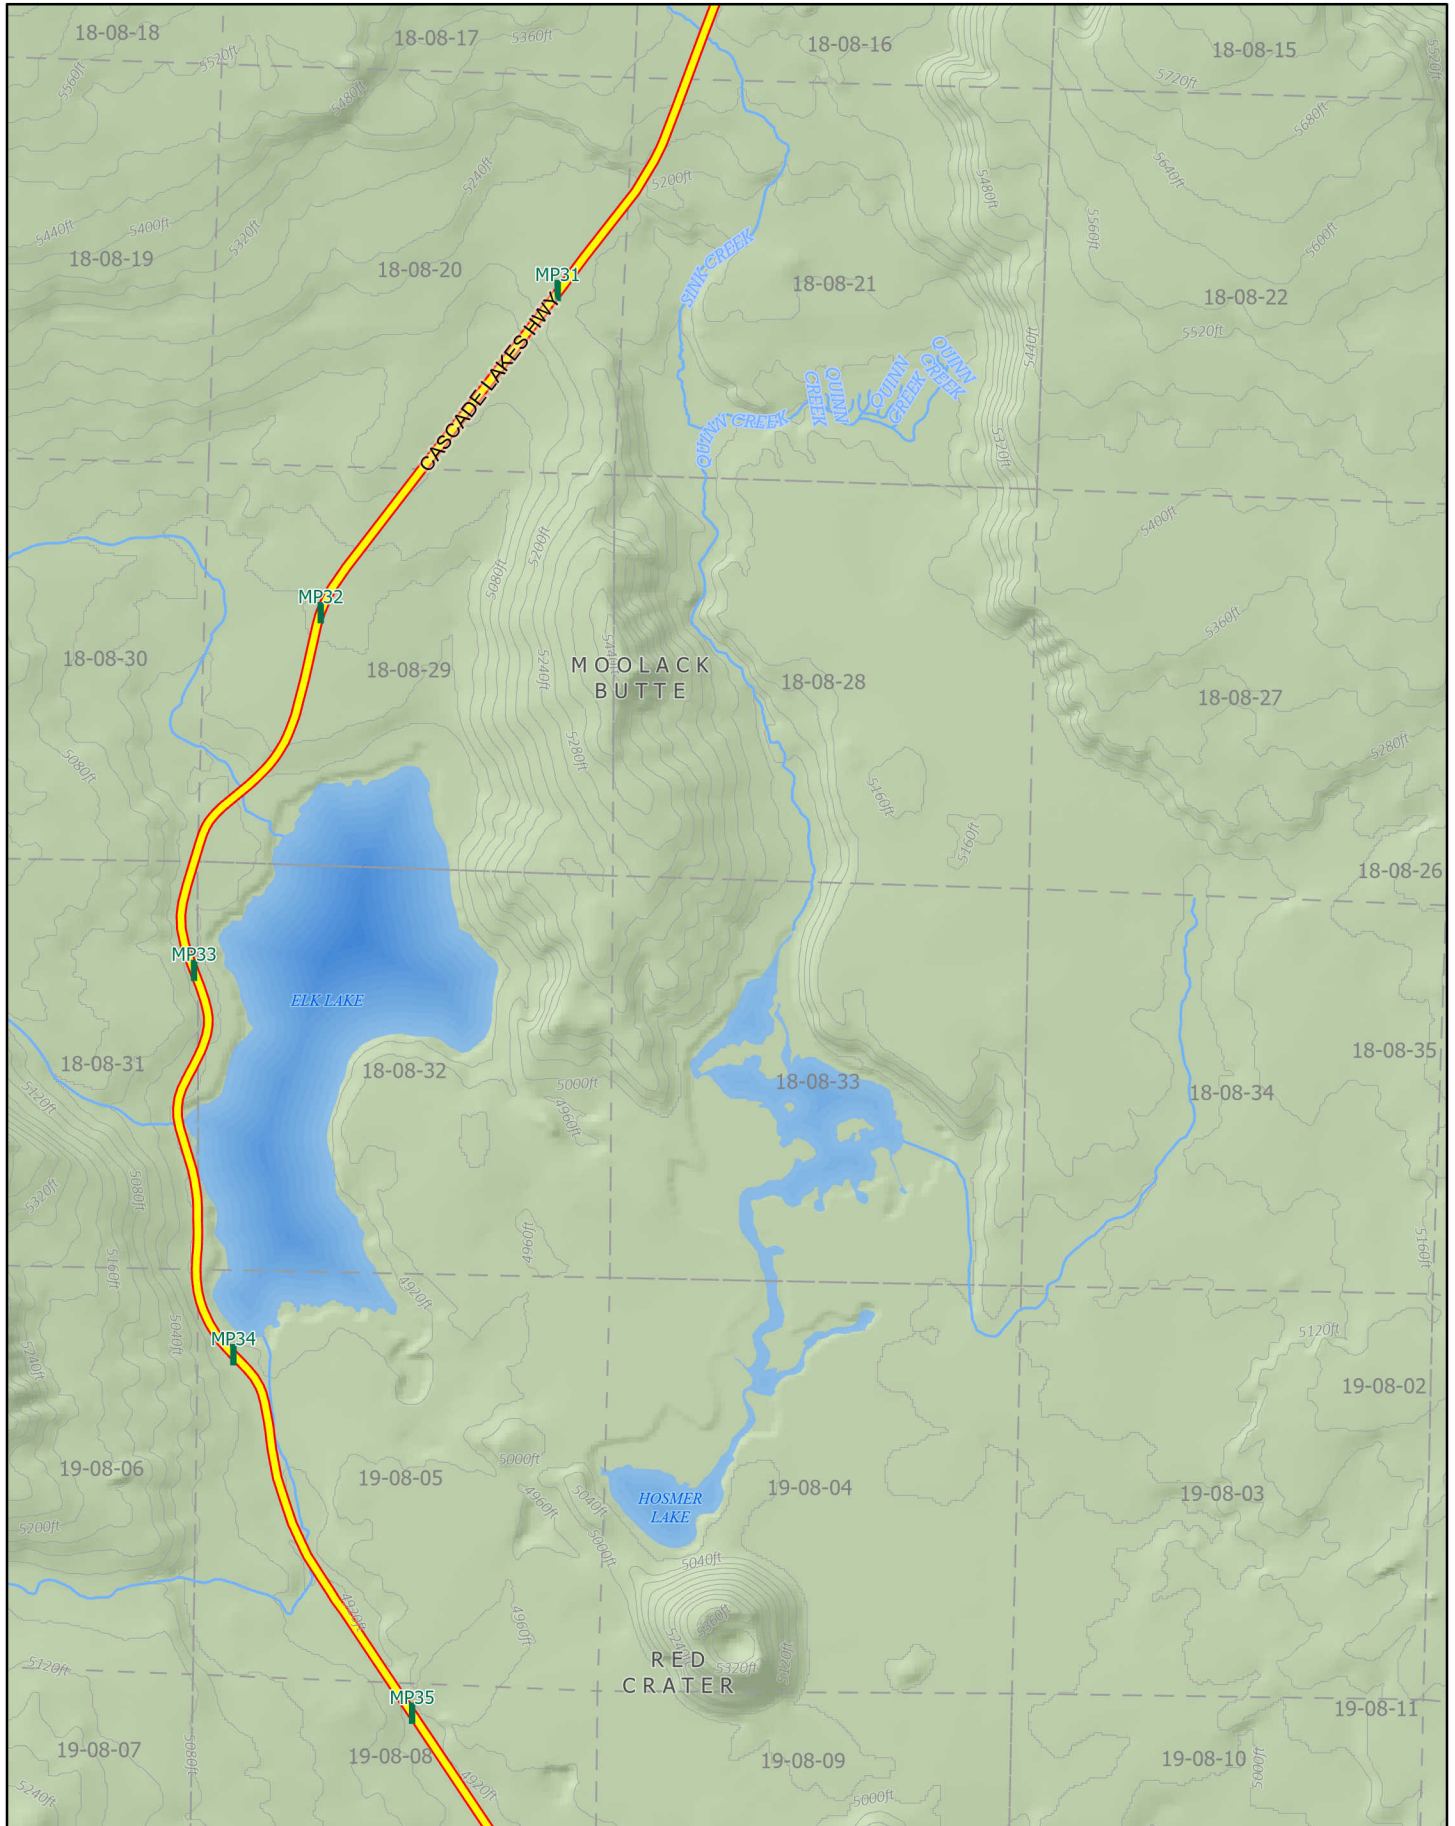 18-08-18
18-08-17
5360ft
18-08-16
18-08-15
5520ft
5520ft
5560ft
5480ft
5720ft
5680ft
5240ft
5200ft
5480ft
5640ft
5440ft
5400ft
5320ft
5560ft
5600ft
18-08-19
18-08-20
MP31
SINK CREEK
18-08-21
18-08-22
CASCADE LAKES HWY
5520ft
5440ft
QUINN
CREEK
QUINN
CREEK
QUINN
CREEK
QUINN
CREEK
QUINN CREEK
5320ft
5400ft
5200ft
5080ft
MP32
5360ft
18-08-30
18-08-29
5240ft
MOOLACK
BUTTE
18-08-28
18-08-27
5080ft
5280ft
5280ft
5160ft
5160ft
18-08-26
MP33
ELK LAKE
18-08-31
18-08-32
5000ft
18-08-33
18-08-34
18-08-35
5120ft
4960ft
5320ft
5080ft
4960ft
5160ft
5160ft
4920ft
5040ft
MP34
5240ft
5120ft
19-08-02
19-08-06
19-08-05
5000ft
19-08-04
19-08-03
HOSMER
LAKE
5040ft
4960ft
5200ft
5000ft
5040ft
4920ft
4960ft
5360ft
5120ft
RED
CRATER
5320ft
5120ft
MP35
19-08-11
19-08-07
19-08-08
19-08-09
19-08-10
5080ft
4920ft
5000ft
5240ft
5000ft